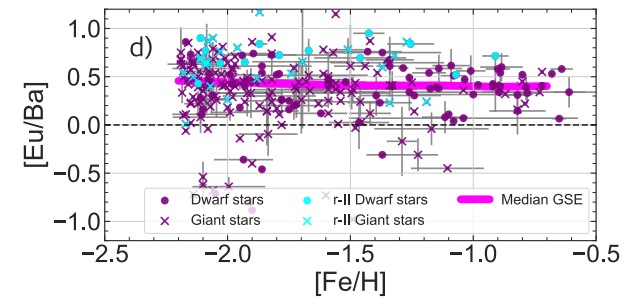 d)
[Eu/Ba]
1.0
0.5
0.0
−0.5
−1.0
Dwarf stars r-II Dwarf stars Median GSE
Giant stars r-II Giant stars
−2.5 −2.0 −1.5 −1.0 −0.5
[Fe/H]